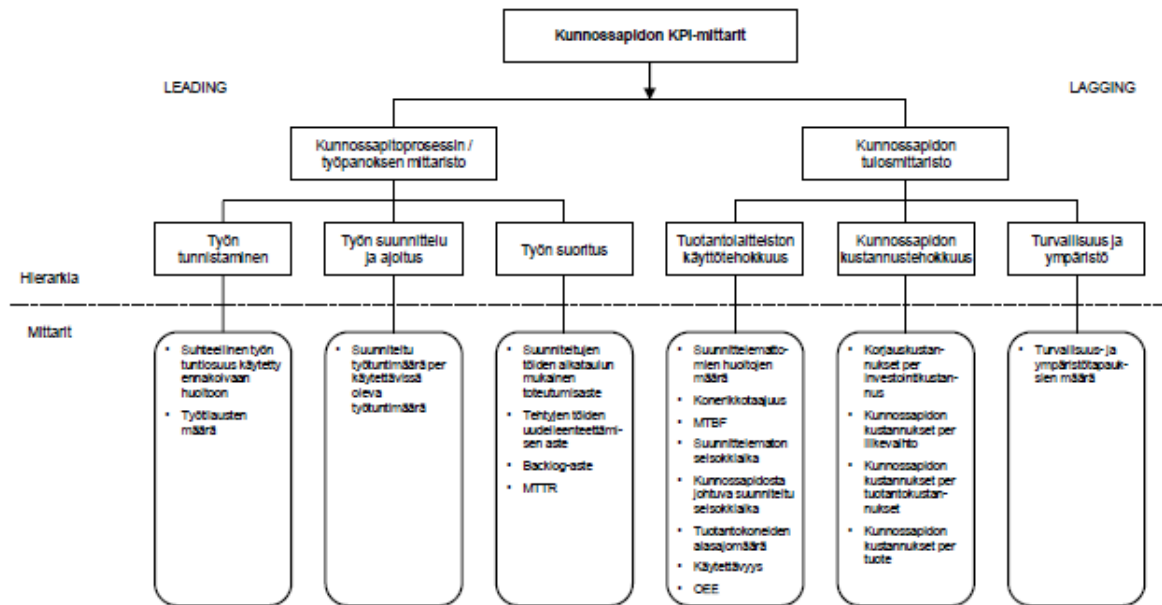 Kunnossapidon KPI-mittarit
LEADING
LAGGING
Kunnossapitoprosessin /
työpanoksen mittaristo
Kunnossapidon
tulosmittaristo
Työn
tunnistaminen
Työn suunnittelu
ja ajoitus
Työn suoritus
Tuotantolaitteiston
käyttötehokkuus
Kunnossapidon
kustannustehokkuus
Turvallisuus ja
ympäristö
Hierarkia
Mittarit
• Suhteellinen työn
tuntiosuus käytetty
ennakoivaan
huoltoon
• Työtilausten
määrä
• Suunniteltu
työtuntimäärä per
käytettävissä
oleva
työtuntimäärä
• Suunniteltujen
töiden aikataulun
mukainen
toteutumisaste
• Tehtyjen töiden
uudelleenteettämi-
sen aste
• Backlog-aste
• MTTR
• Suunnittelematto-
mien huoltojen
määrä
• Konerikkotaajuus
• MTBF
• Suunnittelematon
seisokkiaika
• Kunnossapidosta
johtuva suunniteltu
seisokkiaika
• Tuotantokoneiden
alasajomäärä
• Käytettävyys
• OEE
• Korjauskustan-
nukset per
investointikustan-
nus
• Kunnossapidon
kustannukset per
liikevaihto
• Kunnossapidon
kustannukset per
tuotantokustan-
nukset
• Kunnossapidon
kustannukset per
tuote
• Turvallisuus- ja
ympäristötapauk-
sien määrä